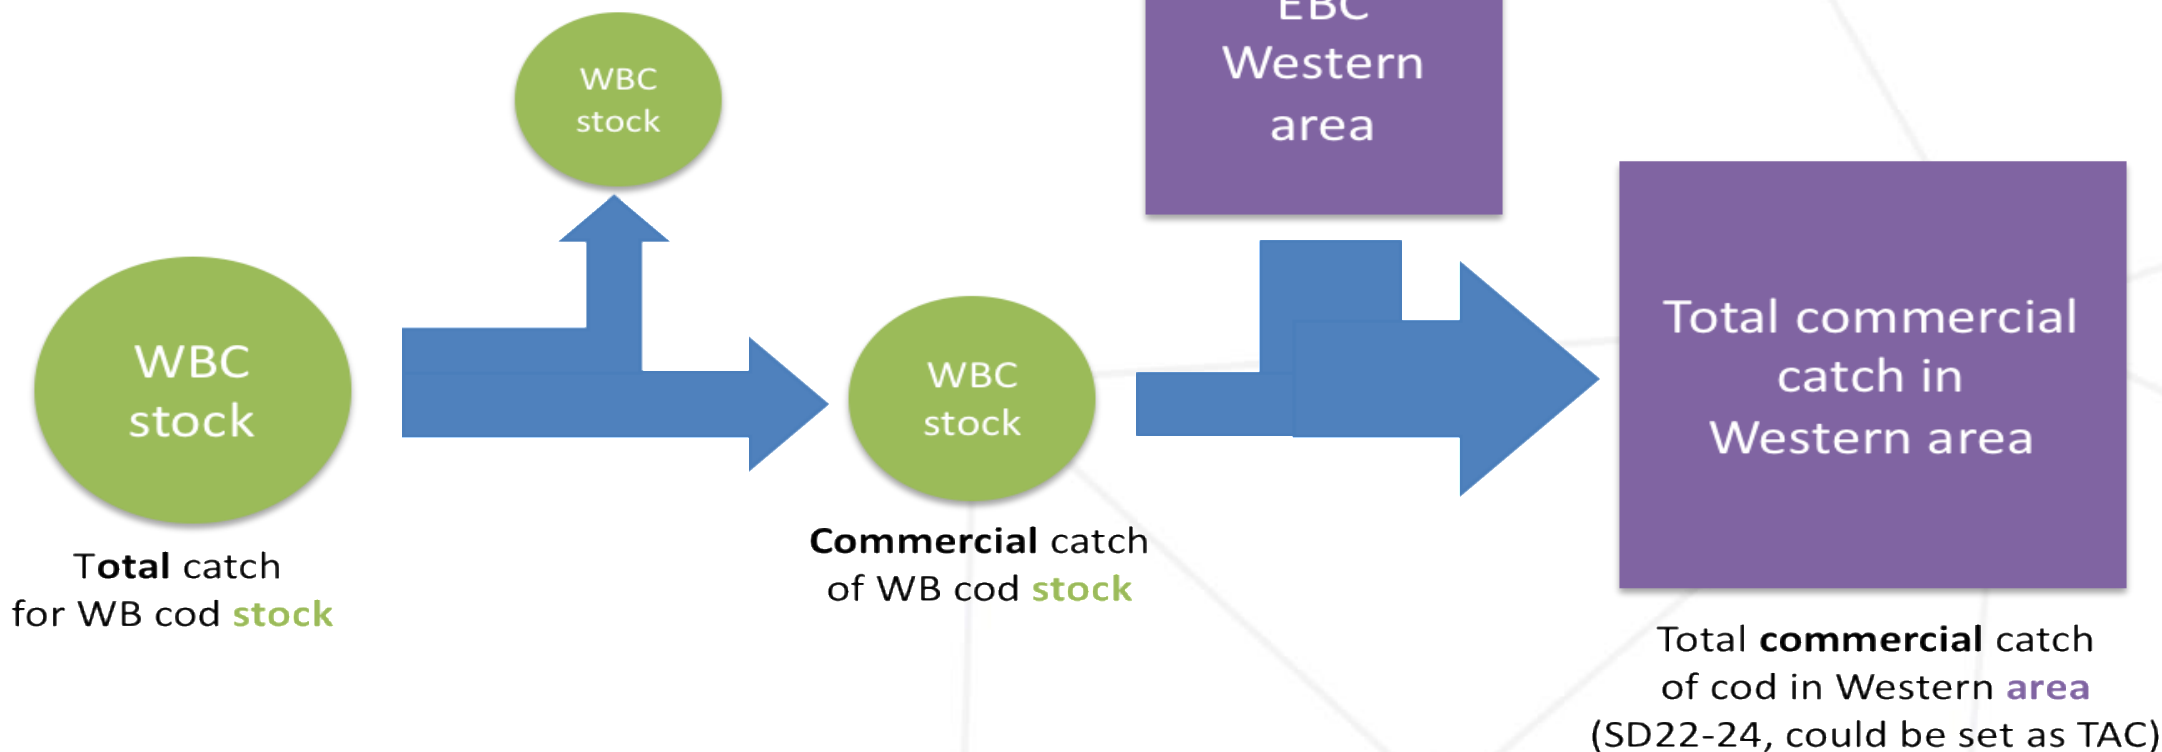 WBC
stock
EBC
Western
area
WBC
stock
Total catch
for WB cod stock
WBC
stock
Commercial catch
of WB cod stock
Total commercial
catch in
Western area
Total commercial catch
of cod in Western area
(SD22-24, could be set as TAC)